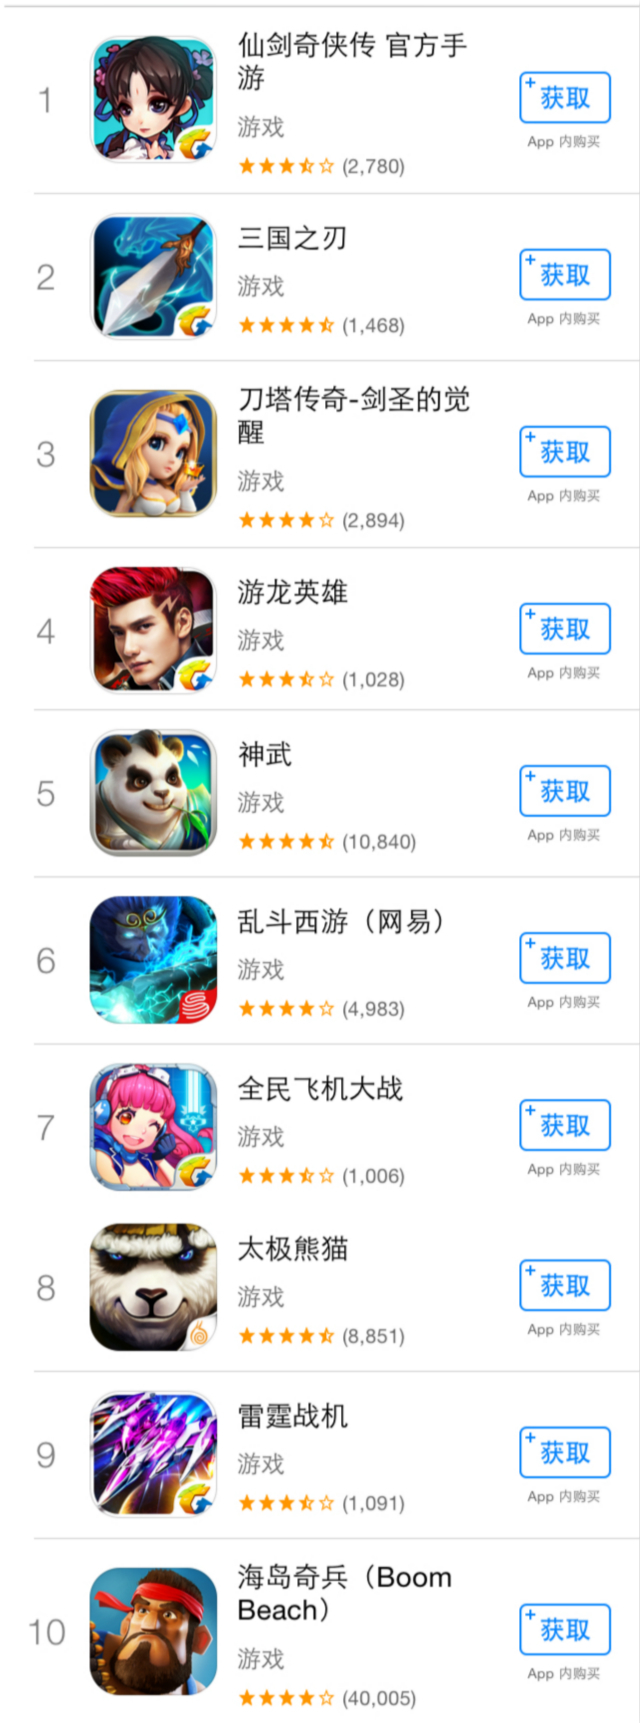 1
仙剑奇侠传 官方手
游
游戏
(2,780)
+
获取
App 内购买
2
三国之刃
游戏
(1,468)
+
获取
App 内购买
3
刀塔传奇-剑圣的觉
醒
游戏
(2,894)
+
获取
App 内购买
4
游龙英雄
游戏
(1,028)
+
获取
App 内购买
5
神武
游戏
(10,840)
+
获取
App 内购买
6
乱斗西游（网易）
游戏
(4,983)
+
获取
App 内购买
7
全民飞机大战
游戏
(1,006)
+
获取
App 内购买
8
太极熊猫
游戏
(8,851)
+
获取
App 内购买
9
雷霆战机
游戏
(1,091)
+
获取
App 内购买
10
海岛奇兵（Boom
Beach）
游戏
(40,005)
+
获取
App 内购买